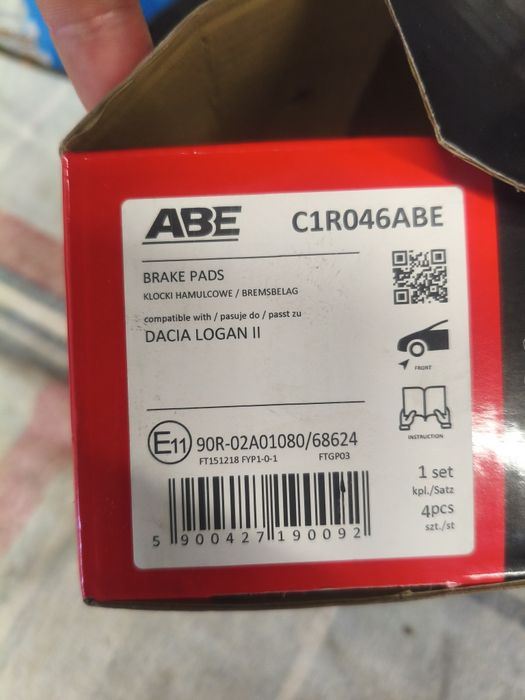 ABE C1R046ABE
BRAKE PADS
KLOCKI HAMULCOWE / BREMSBELAG
compatible with / pasuje do / passt zu
DACIA LOGAN II
FRONT
INSTRUCTION
E11 90R-02A01080/68624
FT151218 FYP1-0-1 FTGP03
1 set
kpl./Satz
4pcs
szt./st
5 900427 190092